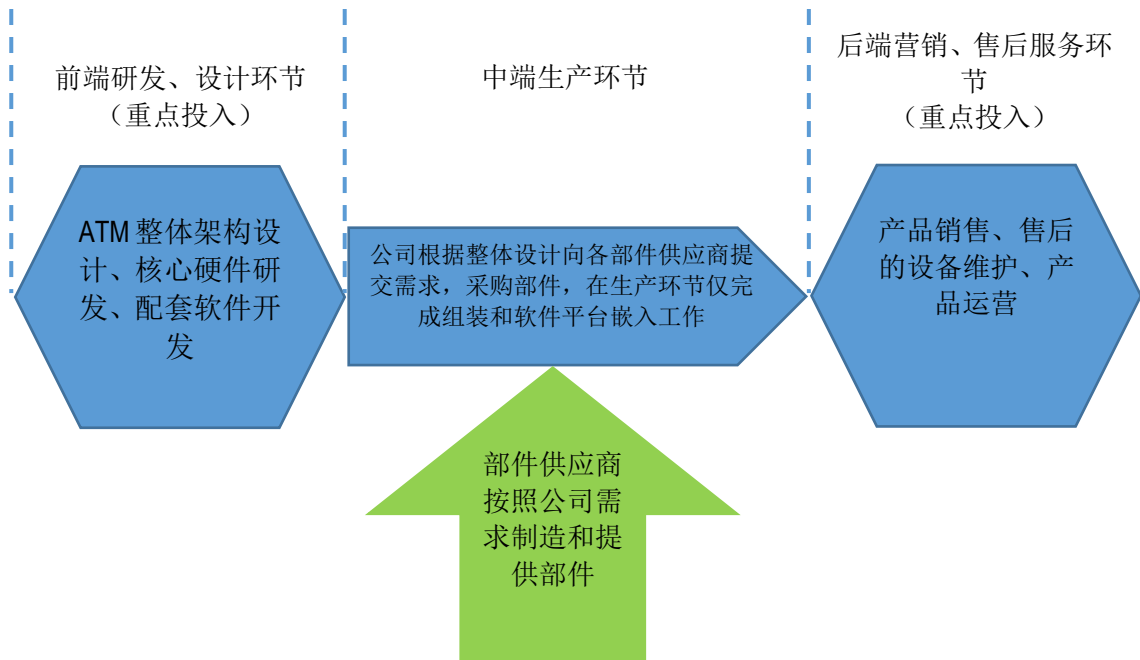 前端研发、设计环节
（重点投入）
中端生产环节
后端营销、售后服务环
节
（重点投入）
ATM 整体架构设
计、核心硬件研
发、配套软件开
发
公司根据整体设计向各部件供应商提
交需求，采购部件，在生产环节仅完
成组装和软件平台嵌入工作
产品销售、售后
的设备维护、产
品运营
部件供应商
按照公司需
求制造和提
供部件